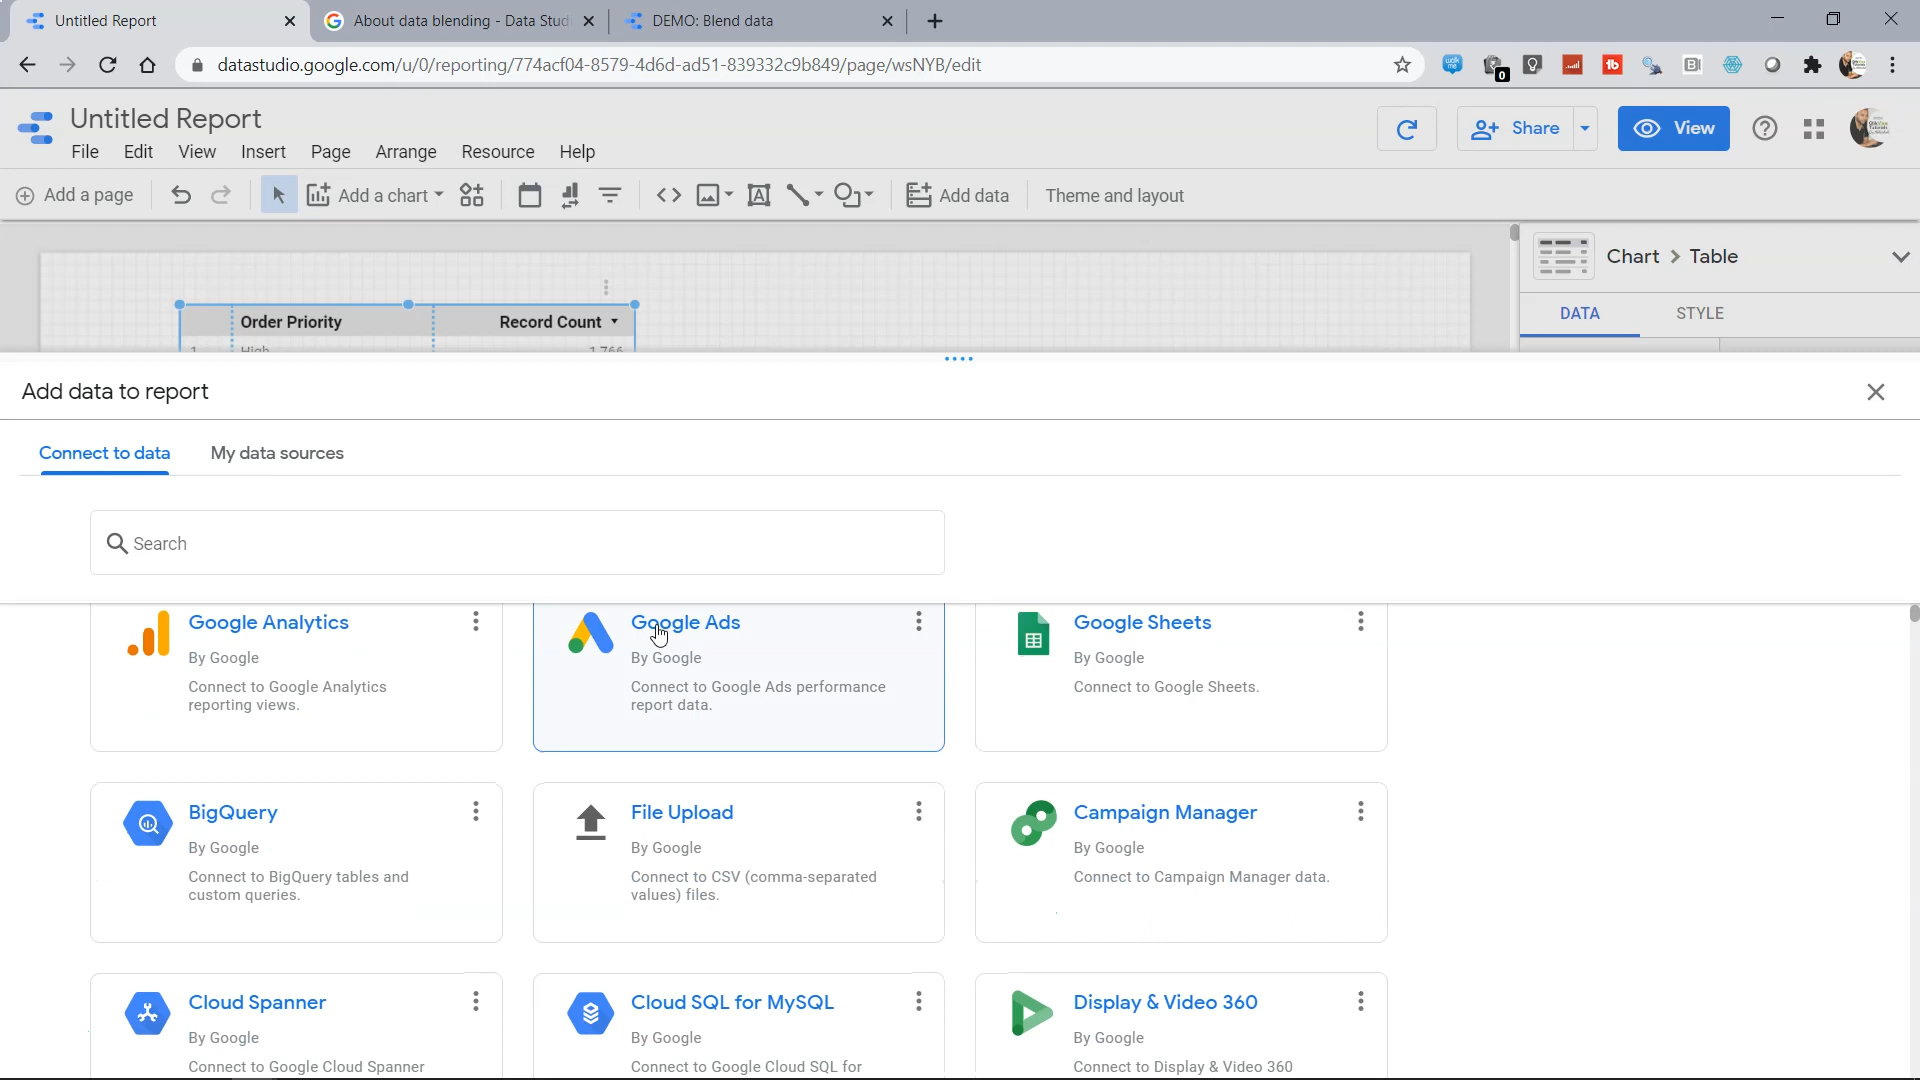 Untitled Report
About data blending - Data Stud
DEMO: Blend data
datastudio.google.com/u/0/reporting/774acf04-8579-4d6d-ad51-839332c9b849/page/wsNYB/edit
0
Untitled Report
File Edit View Insert Page Arrange Resource Help
Share
View
Add a page
Add a chart
Add data
Theme and layout
Chart > Table
DATA STYLE
Order Priority Record Count
1. High 1,766
Add data to report
Connect to data My data sources
Search
Google Analytics
By Google
Connect to Google Analytics
reporting views.
Google Ads
By Google
Connect to Google Ads performance
report data.
Google Sheets
By Google
Connect to Google Sheets.
BigQuery
By Google
Connect to BigQuery tables and
custom queries.
File Upload
By Google
Connect to CSV (comma-separated
values) files.
Campaign Manager
By Google
Connect to Campaign Manager data.
Cloud Spanner
By Google
Connect to Google Cloud Spanner
Cloud SQL for MySQL
By Google
Connect to Google Cloud SQL for
Display & Video 360
By Google
Connect to Display & Video 360